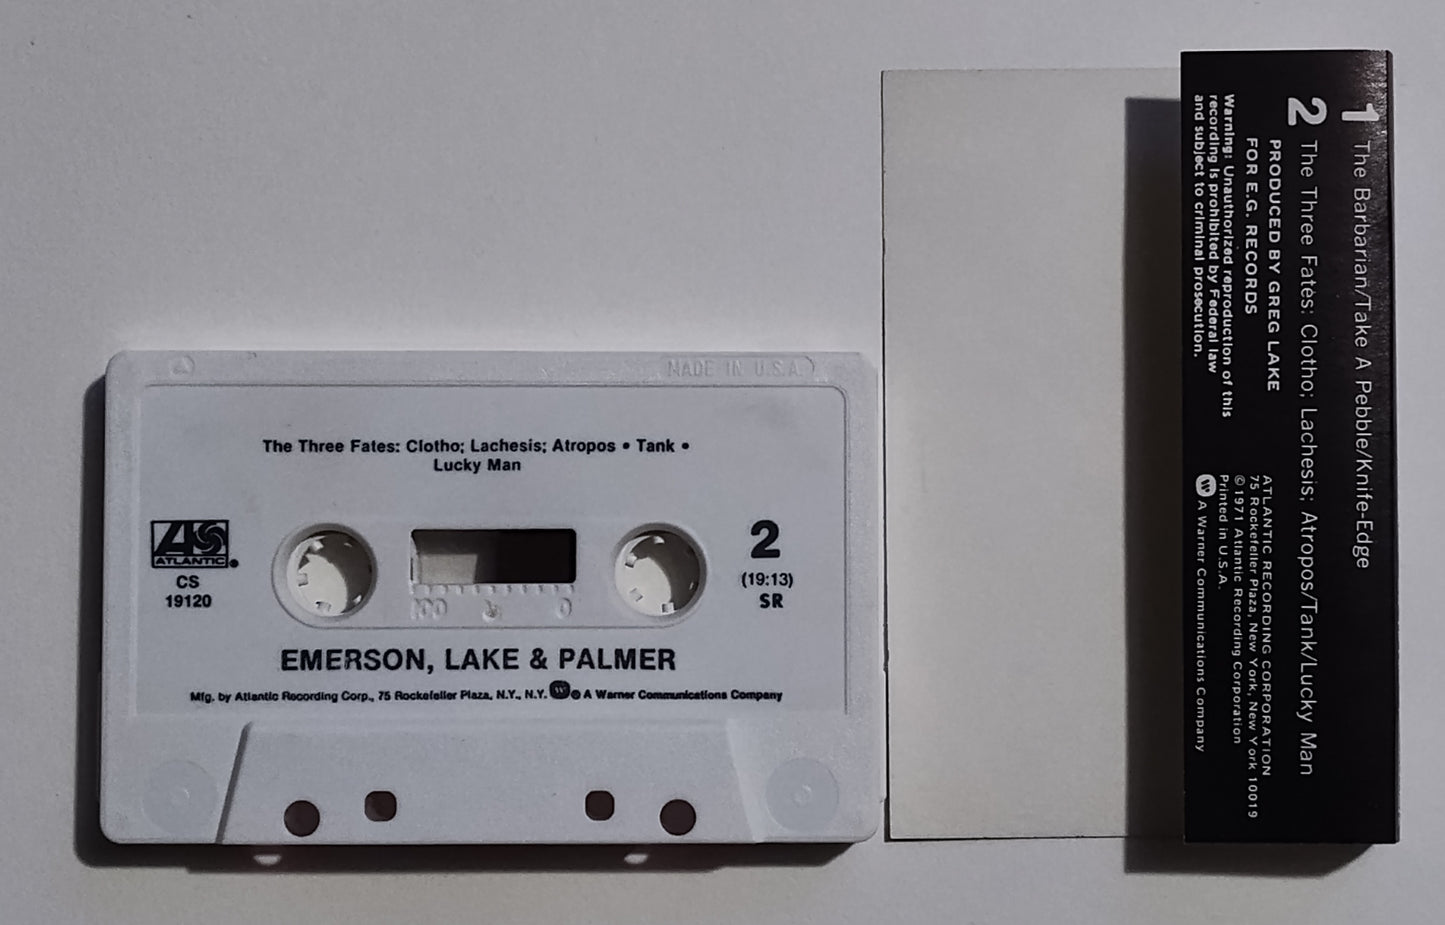 MADE IN U.S.A.
The Three Fates: Clotho; Lachesis; Atropos • Tank •
Lucky Man
ATLANTIC
CS
19120
2
(19:13)
SR
100 0
EMERSON, LAKE & PALMER
Mfg. by Atlantic Recording Corp., 75 Rockefeller Plaza, N.Y., N.Y. A Warner Communications Company
1 The Barbarian/Take A Pebble/Knife-Edge
2 The Three Fates: Clotho; Lachesis; Atropos/Tank/Lucky Man
PRODUCED BY GREG LAKE
FOR E.G. RECORDS
Warning: Unauthorized reproduction of this
recording is prohibited by Federal law
and subject to criminal prosecution.
ATLANTIC RECORDING CORPORATION
75 Rockefeller Plaza, New York, New York 10019
© 1971 Atlantic Recording Corporation
Printed in U.S.A.
A Warner Communications Company